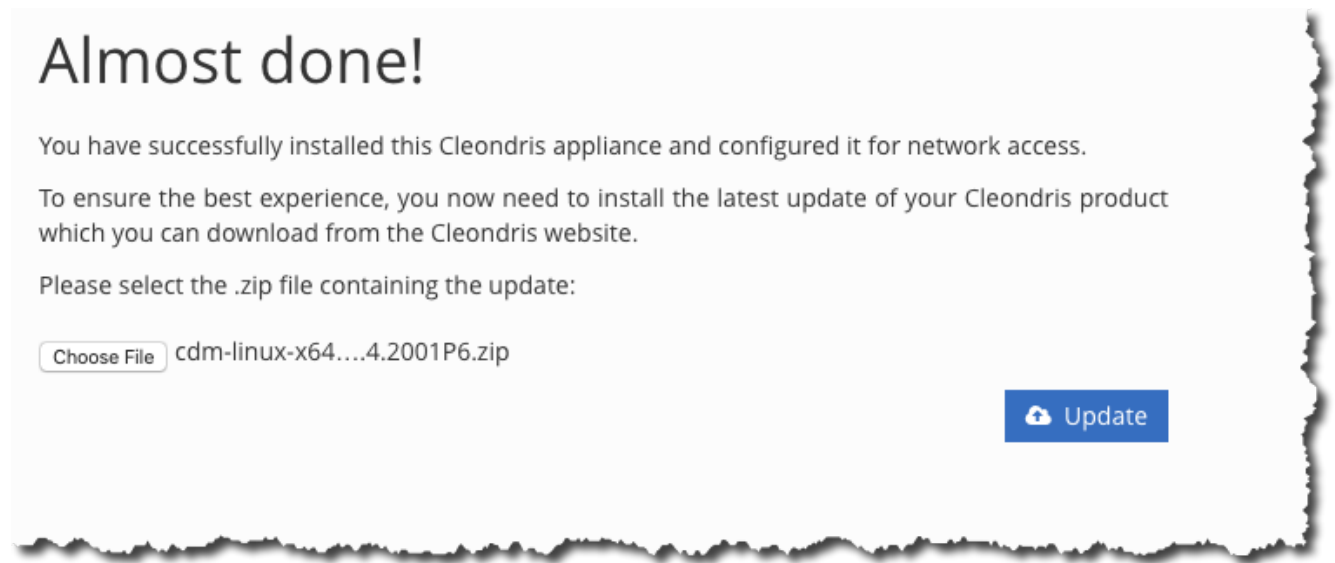 Almost done!
You have successfully installed this Cleondris appliance and configured it for network access.
To ensure the best experience, you now need to install the latest update of your Cleondris product
which you can download from the Cleondris website.
Please select the .zip file containing the update:
Choose File cdm-linux-x64....4.2001P6.zip
Update